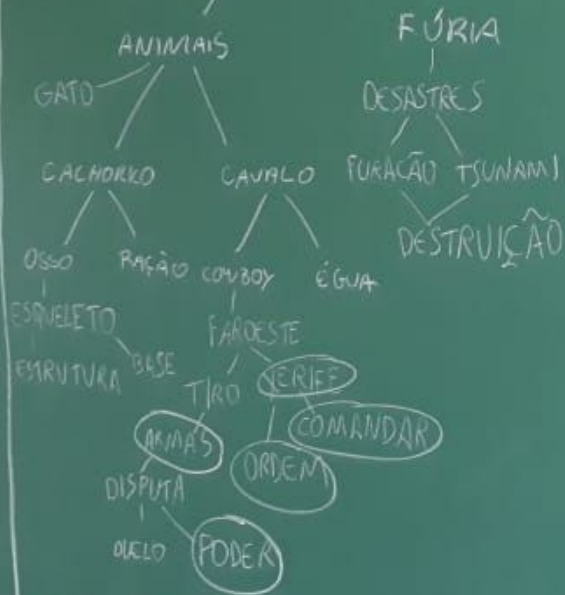 ANIMAIS
FÚRIA
GATO
DESASTRES
CACHORRO
CAVALO
FURACÃO TSUNAMI
OSSO
RAÇÃO
COWBOY
ÉGUA
DESTRUIÇÃO
ESQUELETO
FAROESTE
ESTRUTURA
BASE
TIRO
XERIFE
ARMAS
COMANDAR
DISPUTA
ORDEM
DUELO
PODER